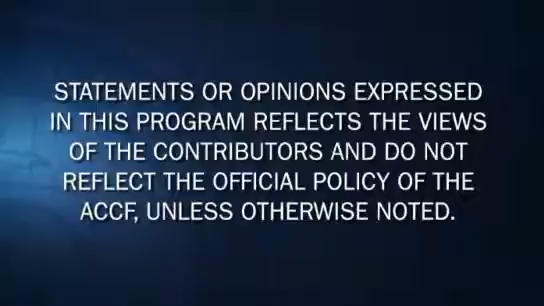 STATEMENTS OR OPINIONS EXPRESSED
IN THIS PROGRAM REFLECTS THE VIEWS
OF THE CONTRIBUTORS AND DO NOT
REFLECT THE OFFICIAL POLICY OF THE
ACCF, UNLESS OTHERWISE NOTED.